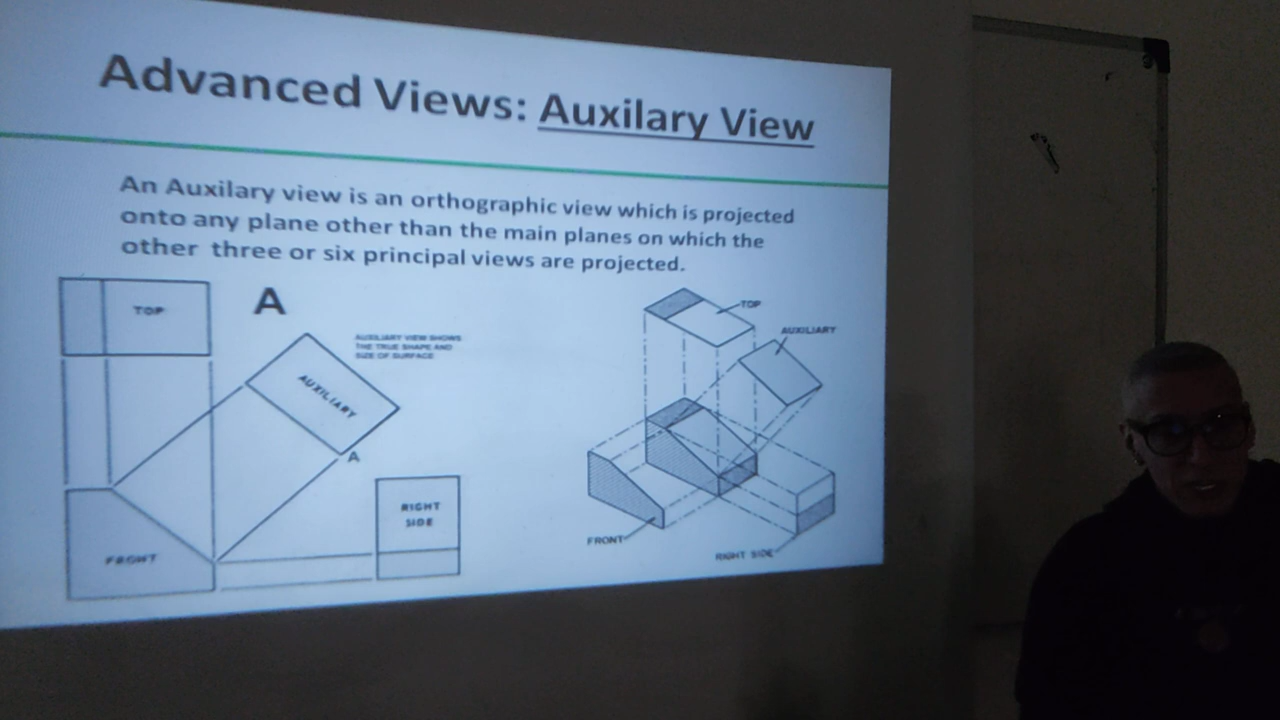 Advanced Views: Auxilary View
An Auxilary view is an orthographic view which is projected
onto any plane other than the main planes on which the
other three or six principal views are projected.
TOP
A
AUXILIARY VIEW SHOWS
THE TRUE SHAPE AND
SIZE OF SURFACE
AUXILIARY
A
RIGHT
SIDE
FRONT
TOP
AUXILIARY
FRONT
RIGHT SIDE